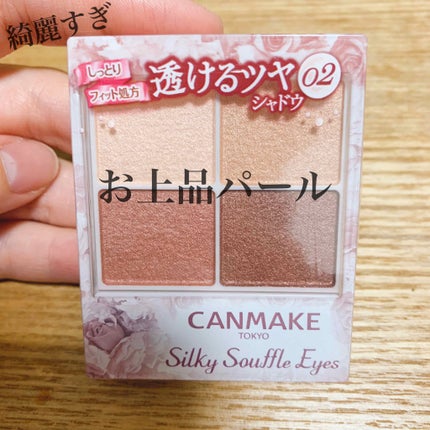 綺麗すぎ
しっとり
フィット処方
透けるツヤ
シャドウ
02
お上品パール
CANMAKE
TOKYO
Silky Souffle Eyes